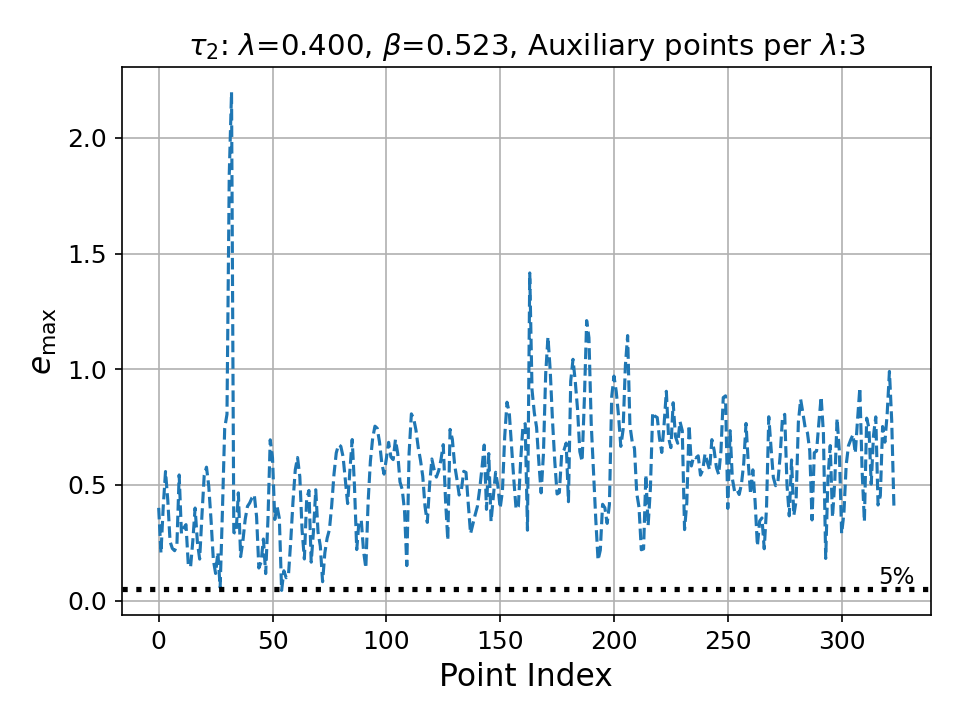 τ₂: λ=0.400, β=0.523, Auxiliary points per λ:3
e_max
2.0
1.5
1.0
0.5
0.0
5%
0 50 100 150 200 250 300
Point Index